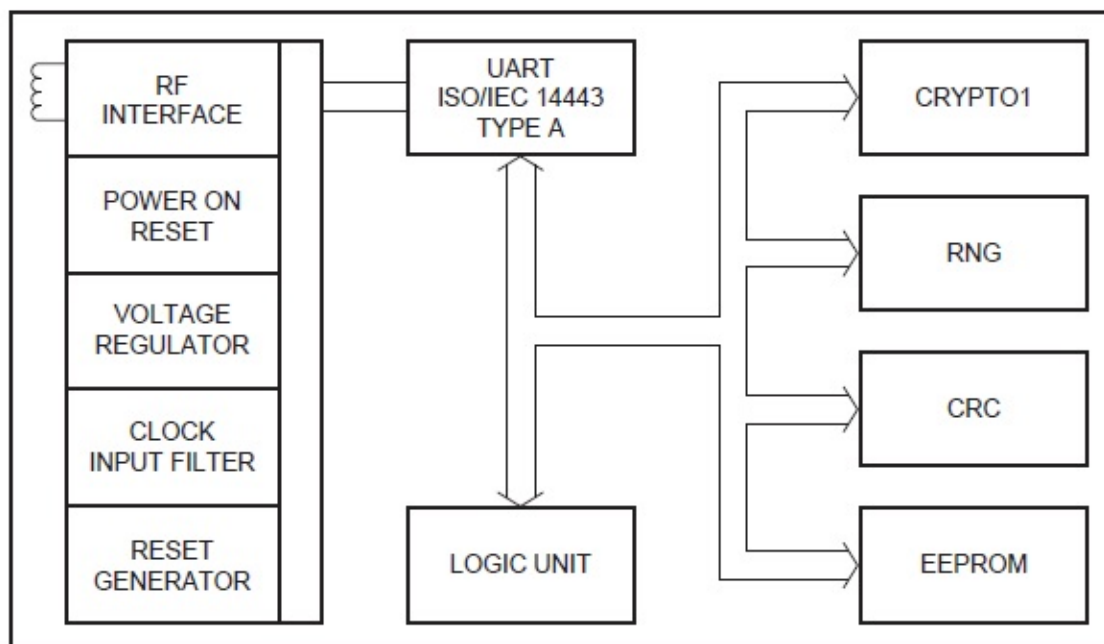 RF
INTERFACE
POWER ON
RESET
VOLTAGE
REGULATOR
CLOCK
INPUT FILTER
RESET
GENERATOR
UART
ISO/IEC 14443
TYPE A
LOGIC UNIT
CRYPTO1
RNG
CRC
EEPROM